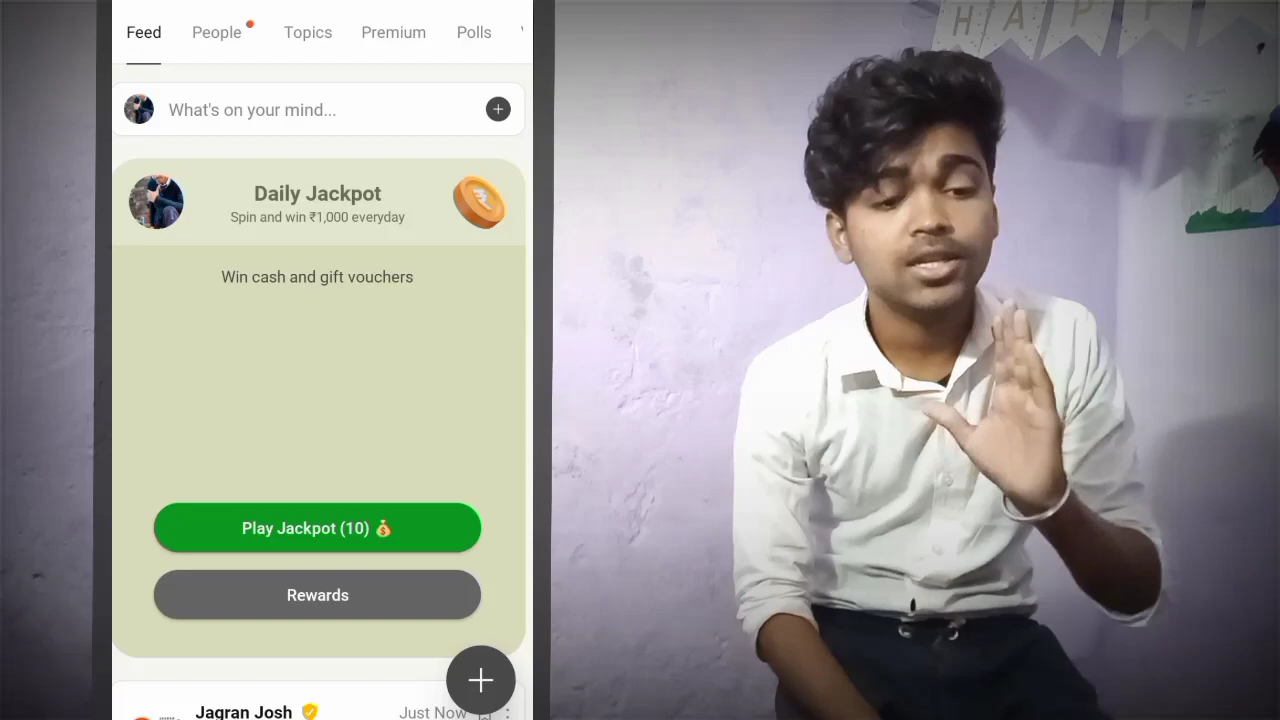 Feed People Topics Premium Polls
What's on your mind...
Daily Jackpot
Spin and win ₹1,000 everyday
Win cash and gift vouchers
Play Jackpot (10)
Rewards
Jagran Josh Just Now
H A P P